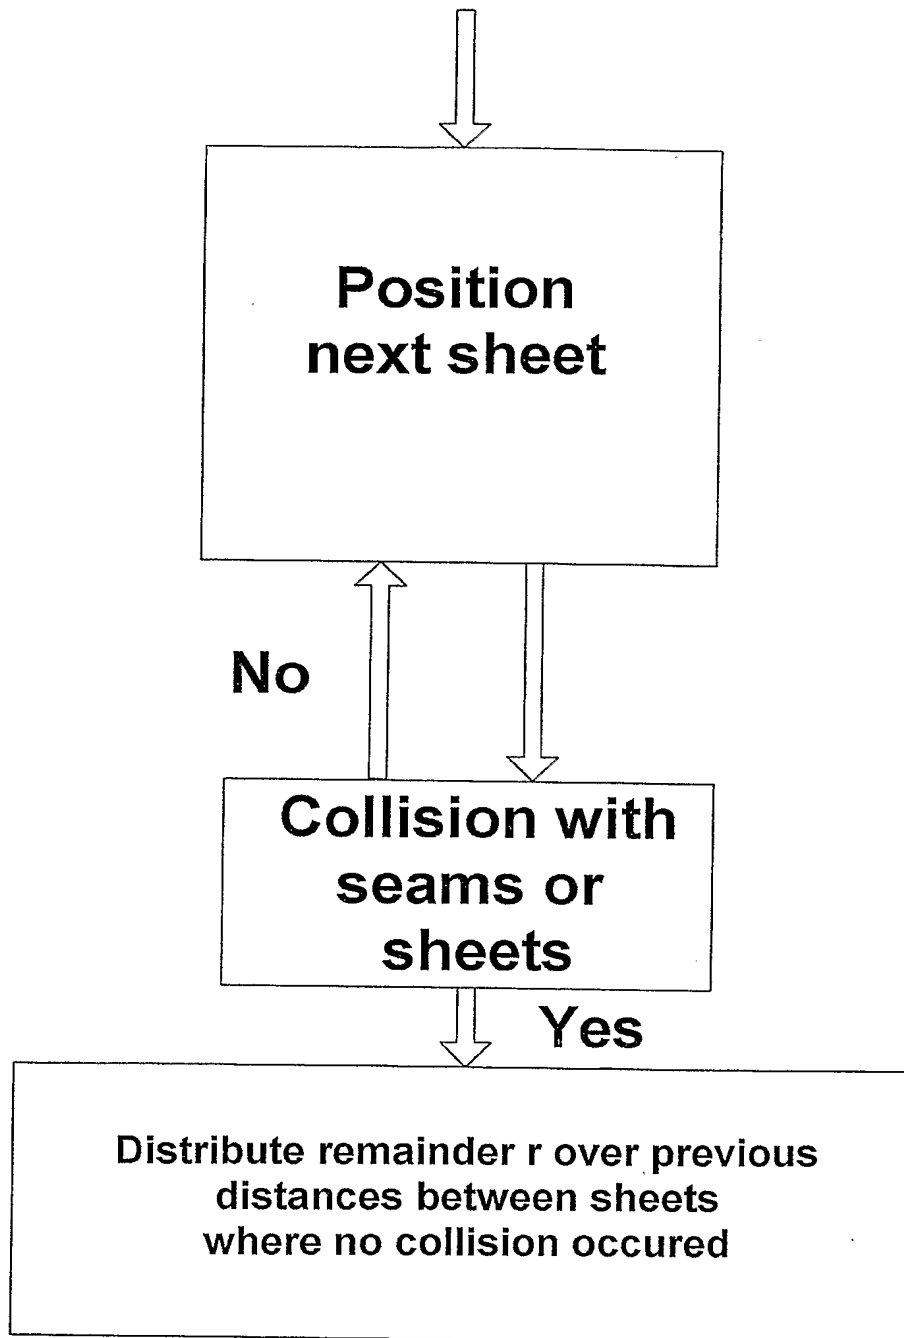 Position
next sheet
No
Collision with
seams or
sheets
Yes
Distribute remainder r over previous
distances between sheets
where no collision occured